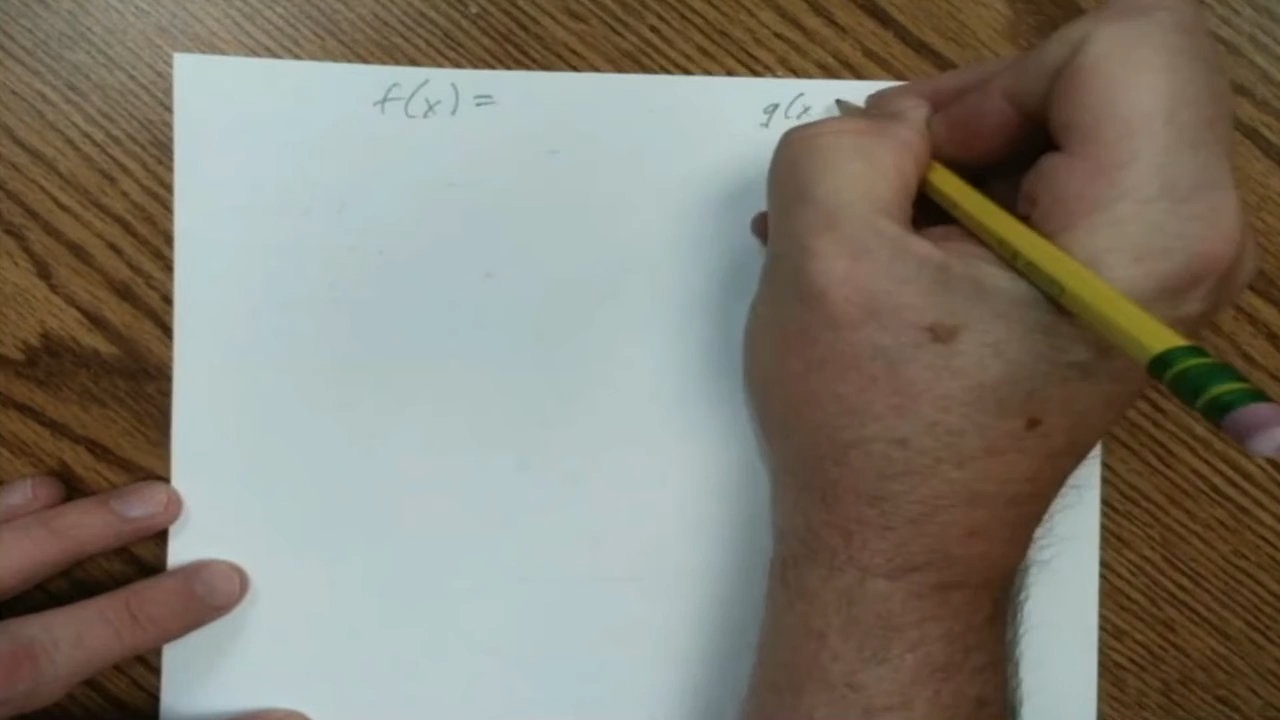 f(x) = g(x